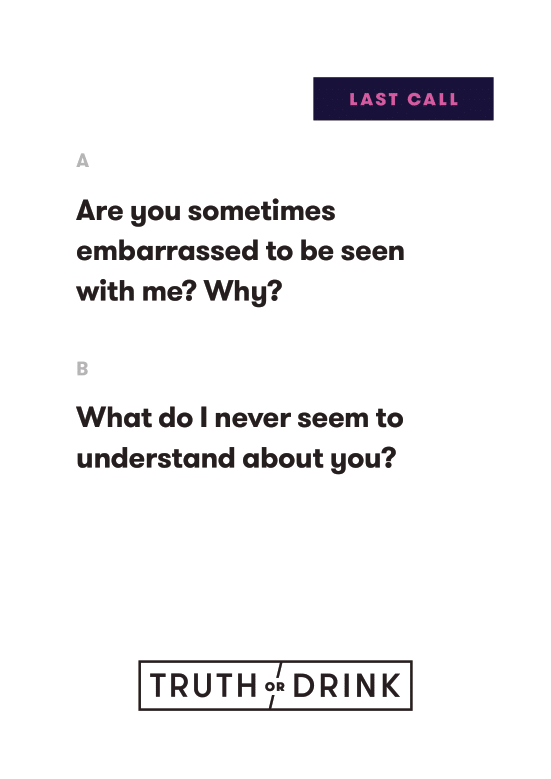 LAST CALL
A
Are you sometimes
embarrassed to be seen
with me? Why?
B
What do I never seem to
understand about you?
TRUTH OR DRINK